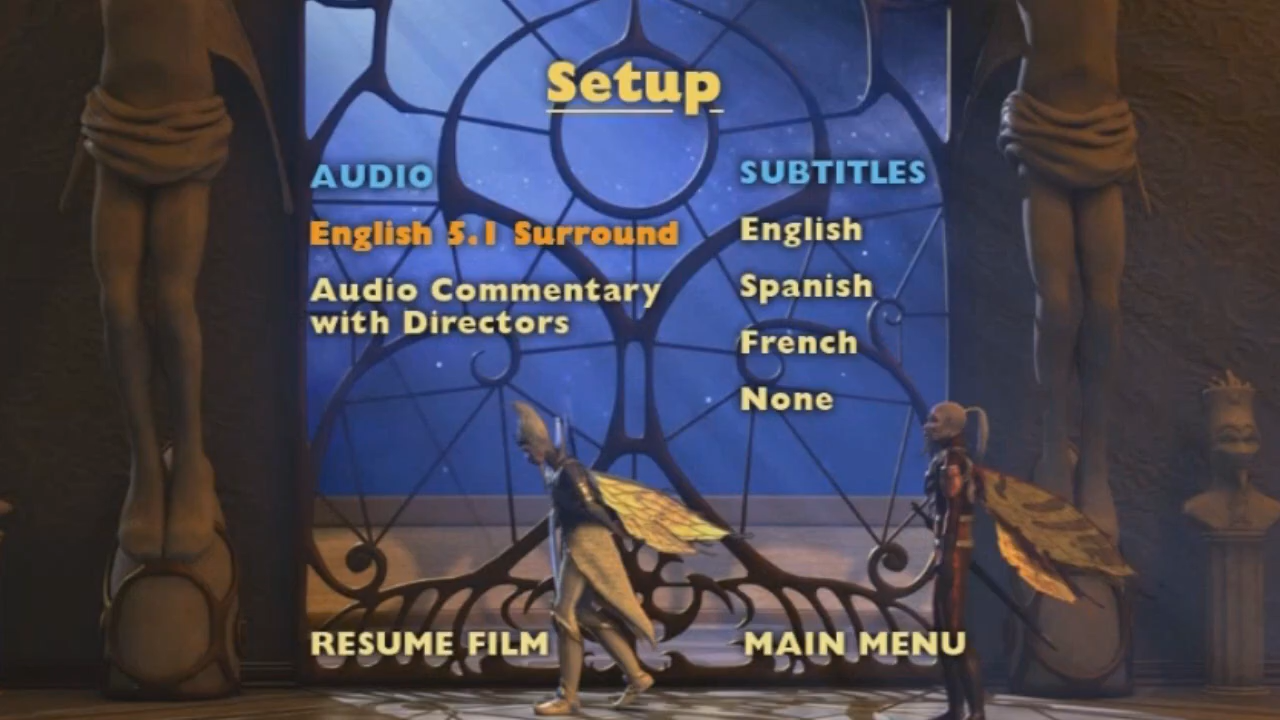 Setup
AUDIO
English 5.1 Surround
Audio Commentary
with Directors
SUBTITLES
English
Spanish
French
None
RESUME FILM
MAIN MENU